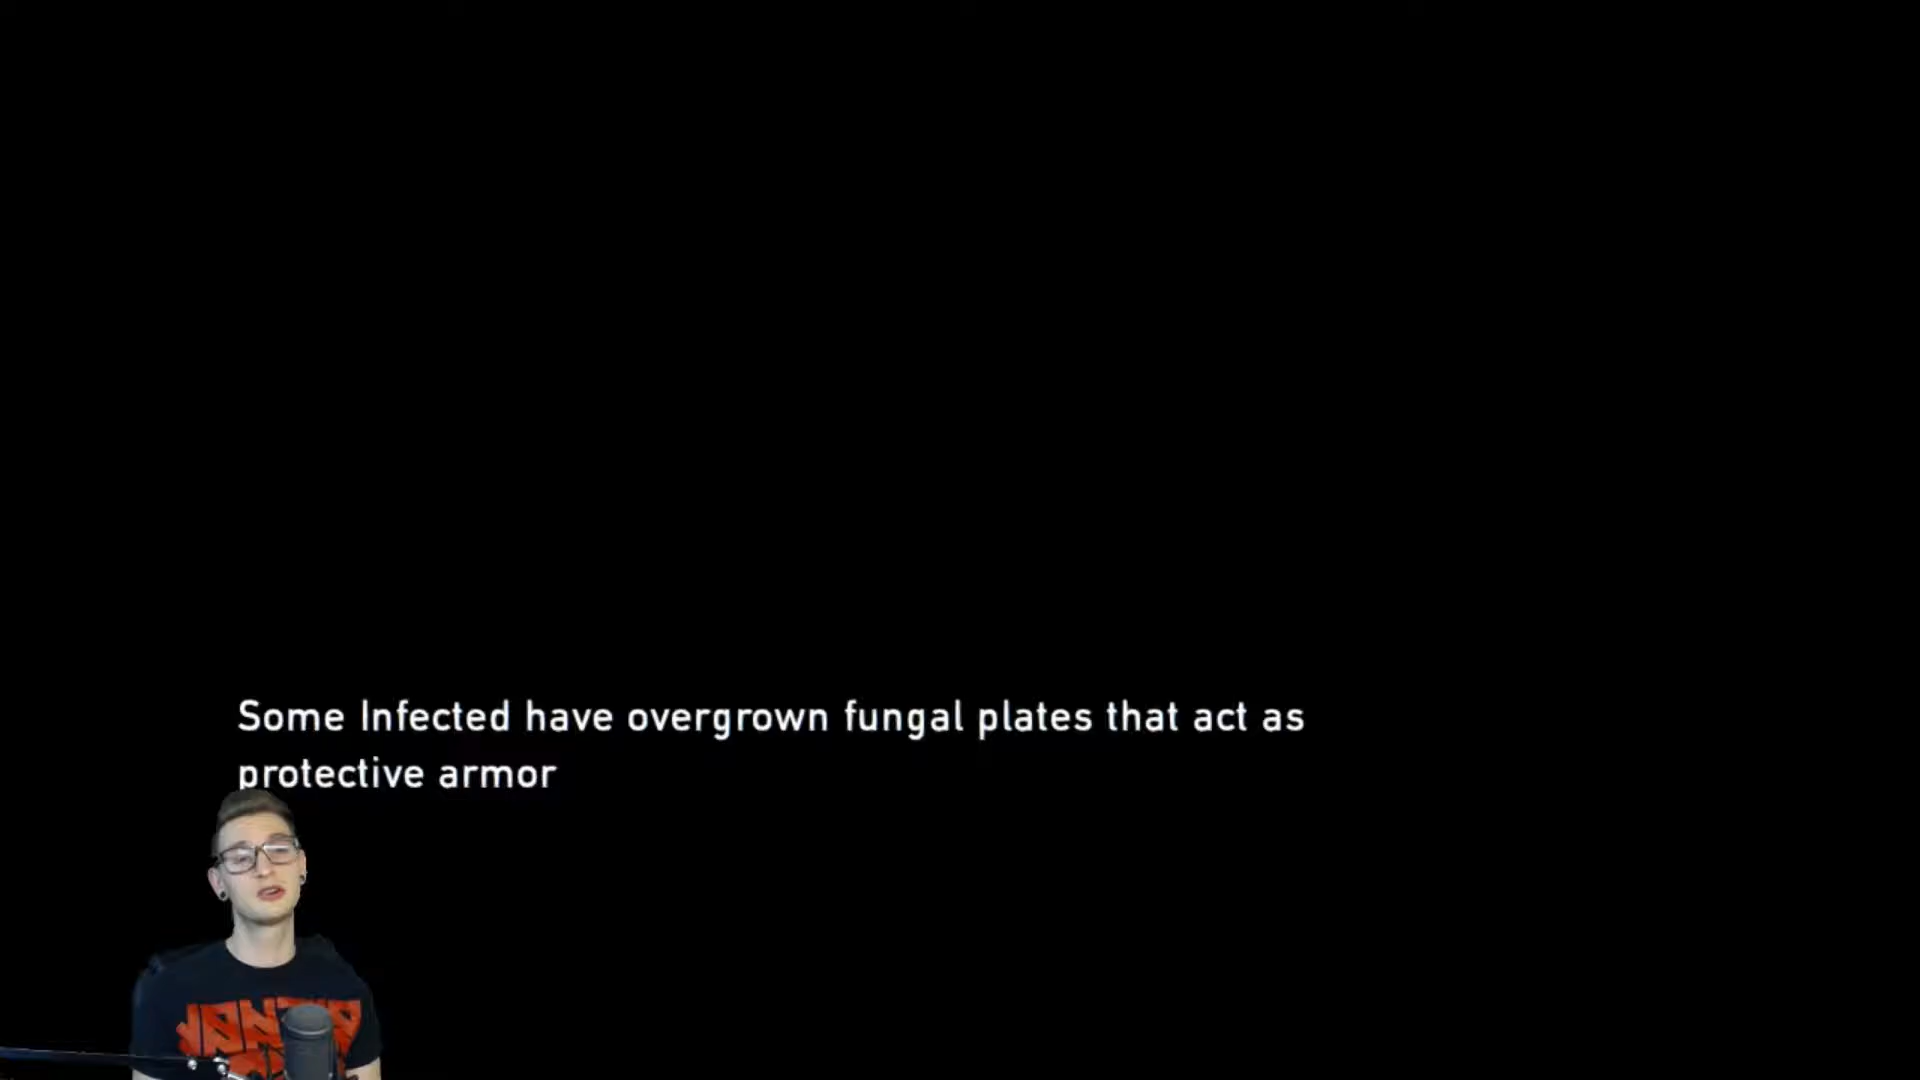 Some Infected have overgrown fungal plates that act as
protective armor